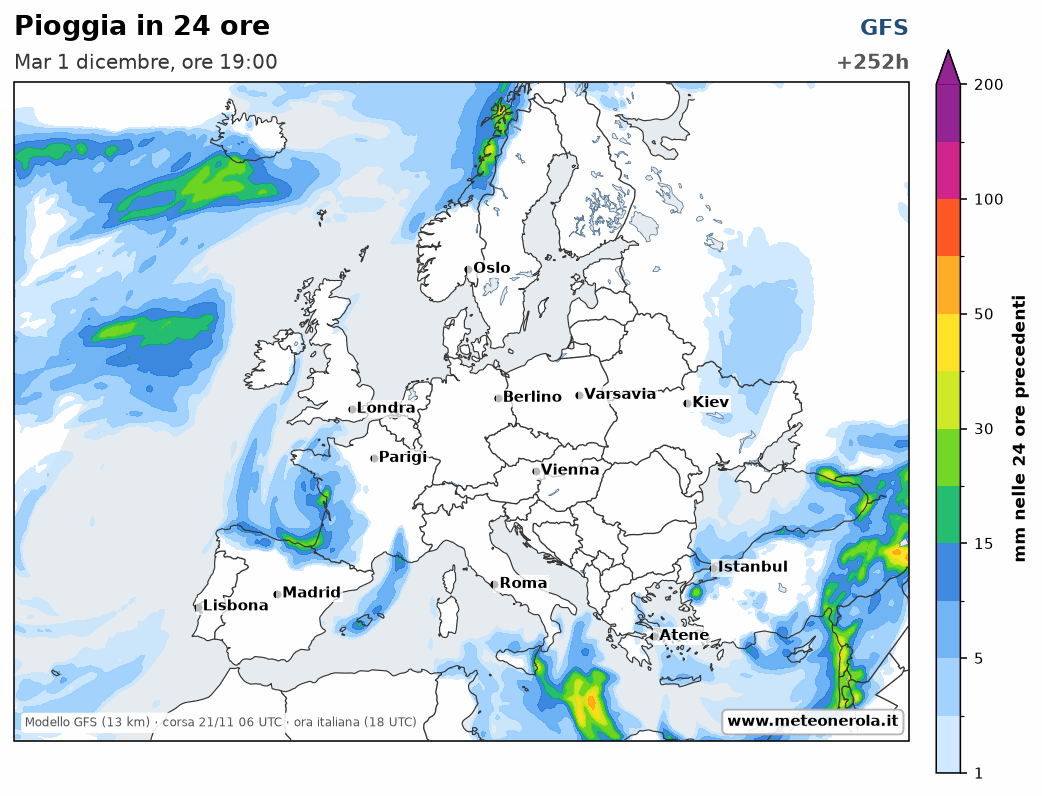 Pioggia in 24 ore
GFS
Mar 1 dicembre, ore 19:00
+252h
200
100
50
30
15
5
1
mm nelle 24 ore precedenti
Oslo
Berlino
Varsavia
Kiev
Londra
Parigi
Vienna
Istanbul
Roma
Madrid
Lisbona
Atene
Modello GFS (13 km) · corsa 21/11 06 UTC · ora italiana (18 UTC)
www.meteonerola.it